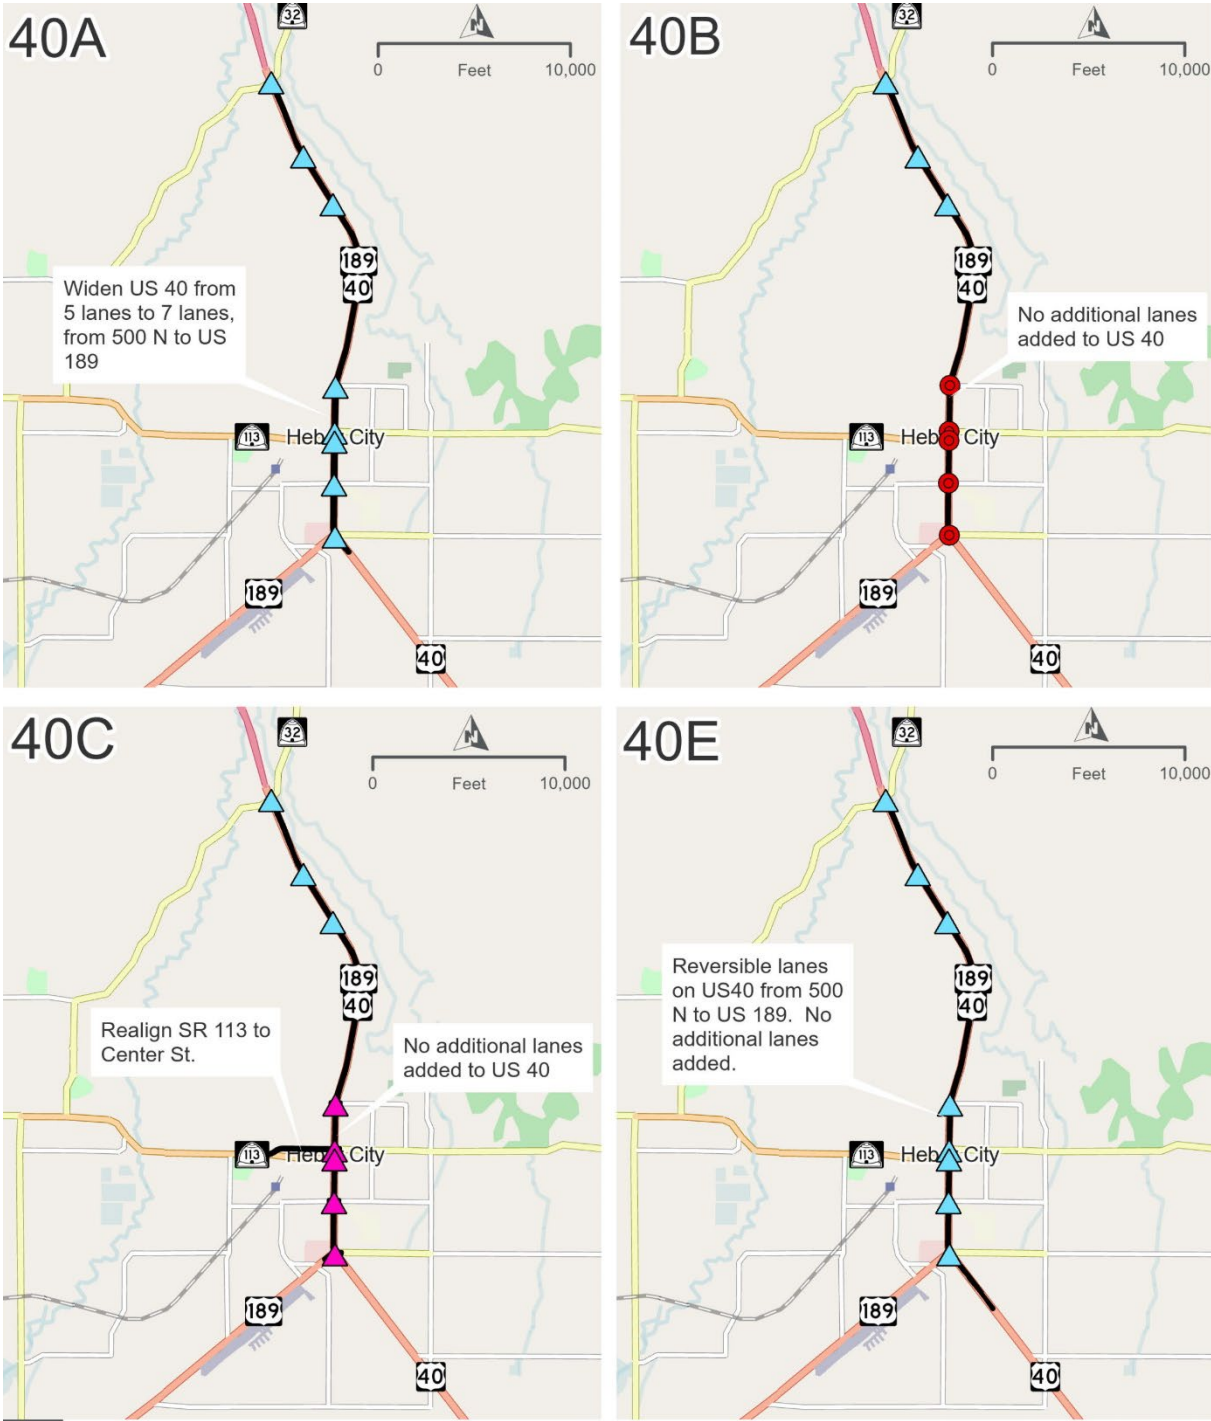 40A
32
N
0 Feet 10,000
189
40
Widen US 40 from
5 lanes to 7 lanes,
from 500 N to US
189
113
Heb City
189
40
40B
32
N
0 Feet 10,000
189
40
No additional lanes
added to US 40
113
Heb City
189
40
40C
32
N
0 Feet 10,000
189
40
Realign SR 113 to
Center St.
No additional lanes
added to US 40
113
Heb City
189
40
40E
32
N
0 Feet 10,000
189
40
Reversible lanes
on US40 from 500
N to US 189. No
additional lanes
added.
113
Heb City
189
40